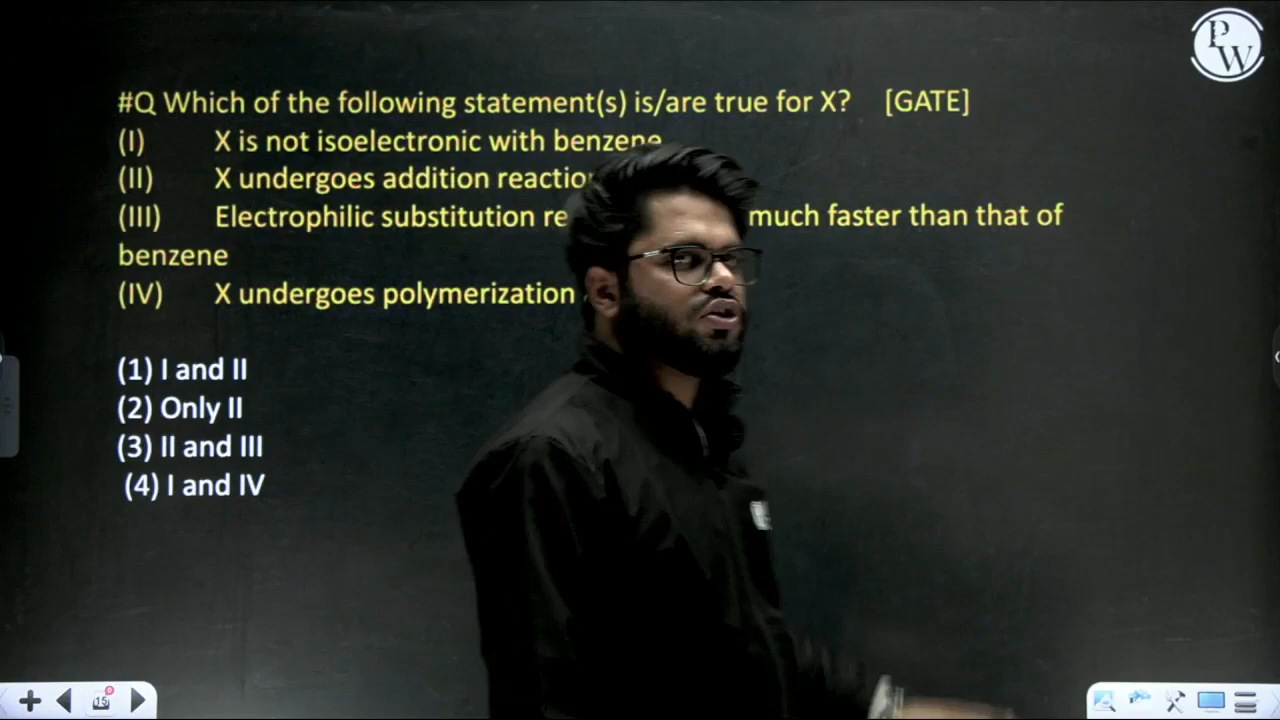 PW
#Q Which of the following statement(s) is/are true for X? [GATE]
(I) X is not isoelectronic with benzene
(II) X undergoes addition
(III) Electrophilic substitution much faster than that of
benzene
(IV) X undergoes polymerization
(1) I and II
(2) Only II
(3) II and III
(4) I and IV
15